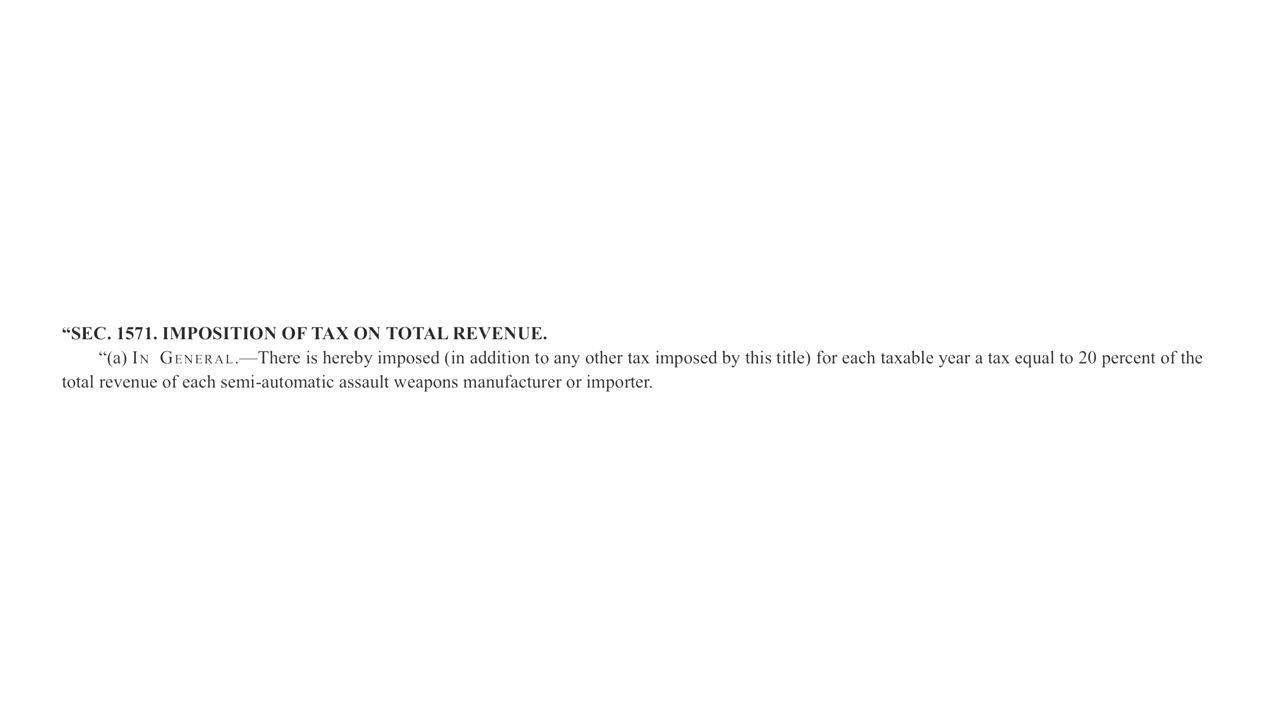 “SEC. 1571. IMPOSITION OF TAX ON TOTAL REVENUE.
“(a) IN GENERAL.—There is hereby imposed (in addition to any other tax imposed by this title) for each taxable year a tax equal to 20 percent of the
total revenue of each semi-automatic assault weapons manufacturer or importer.